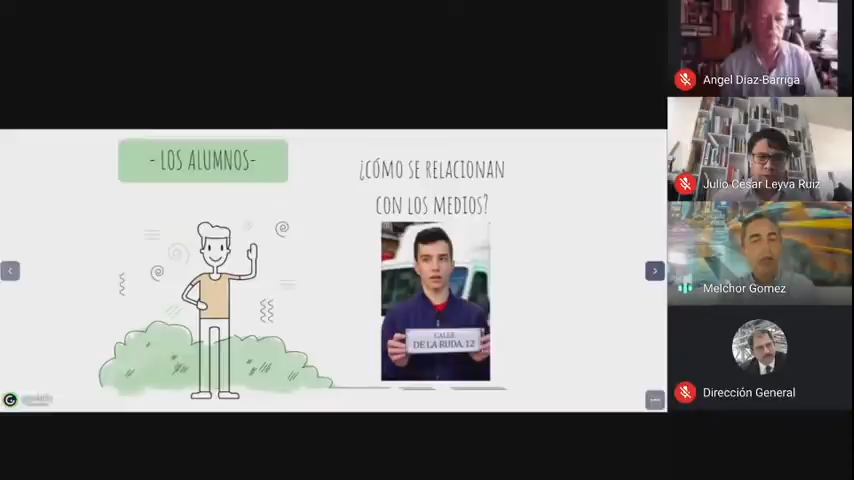 - LOS ALUMNOS-
¿CÓMO SE RELACIONAN
CON LOS MEDIOS?
CALLE
DE LA RUDA, 12
Angel Díaz-Barriga
Julio Cesar Leyva Ruiz
Melchor Gomez
Dirección General